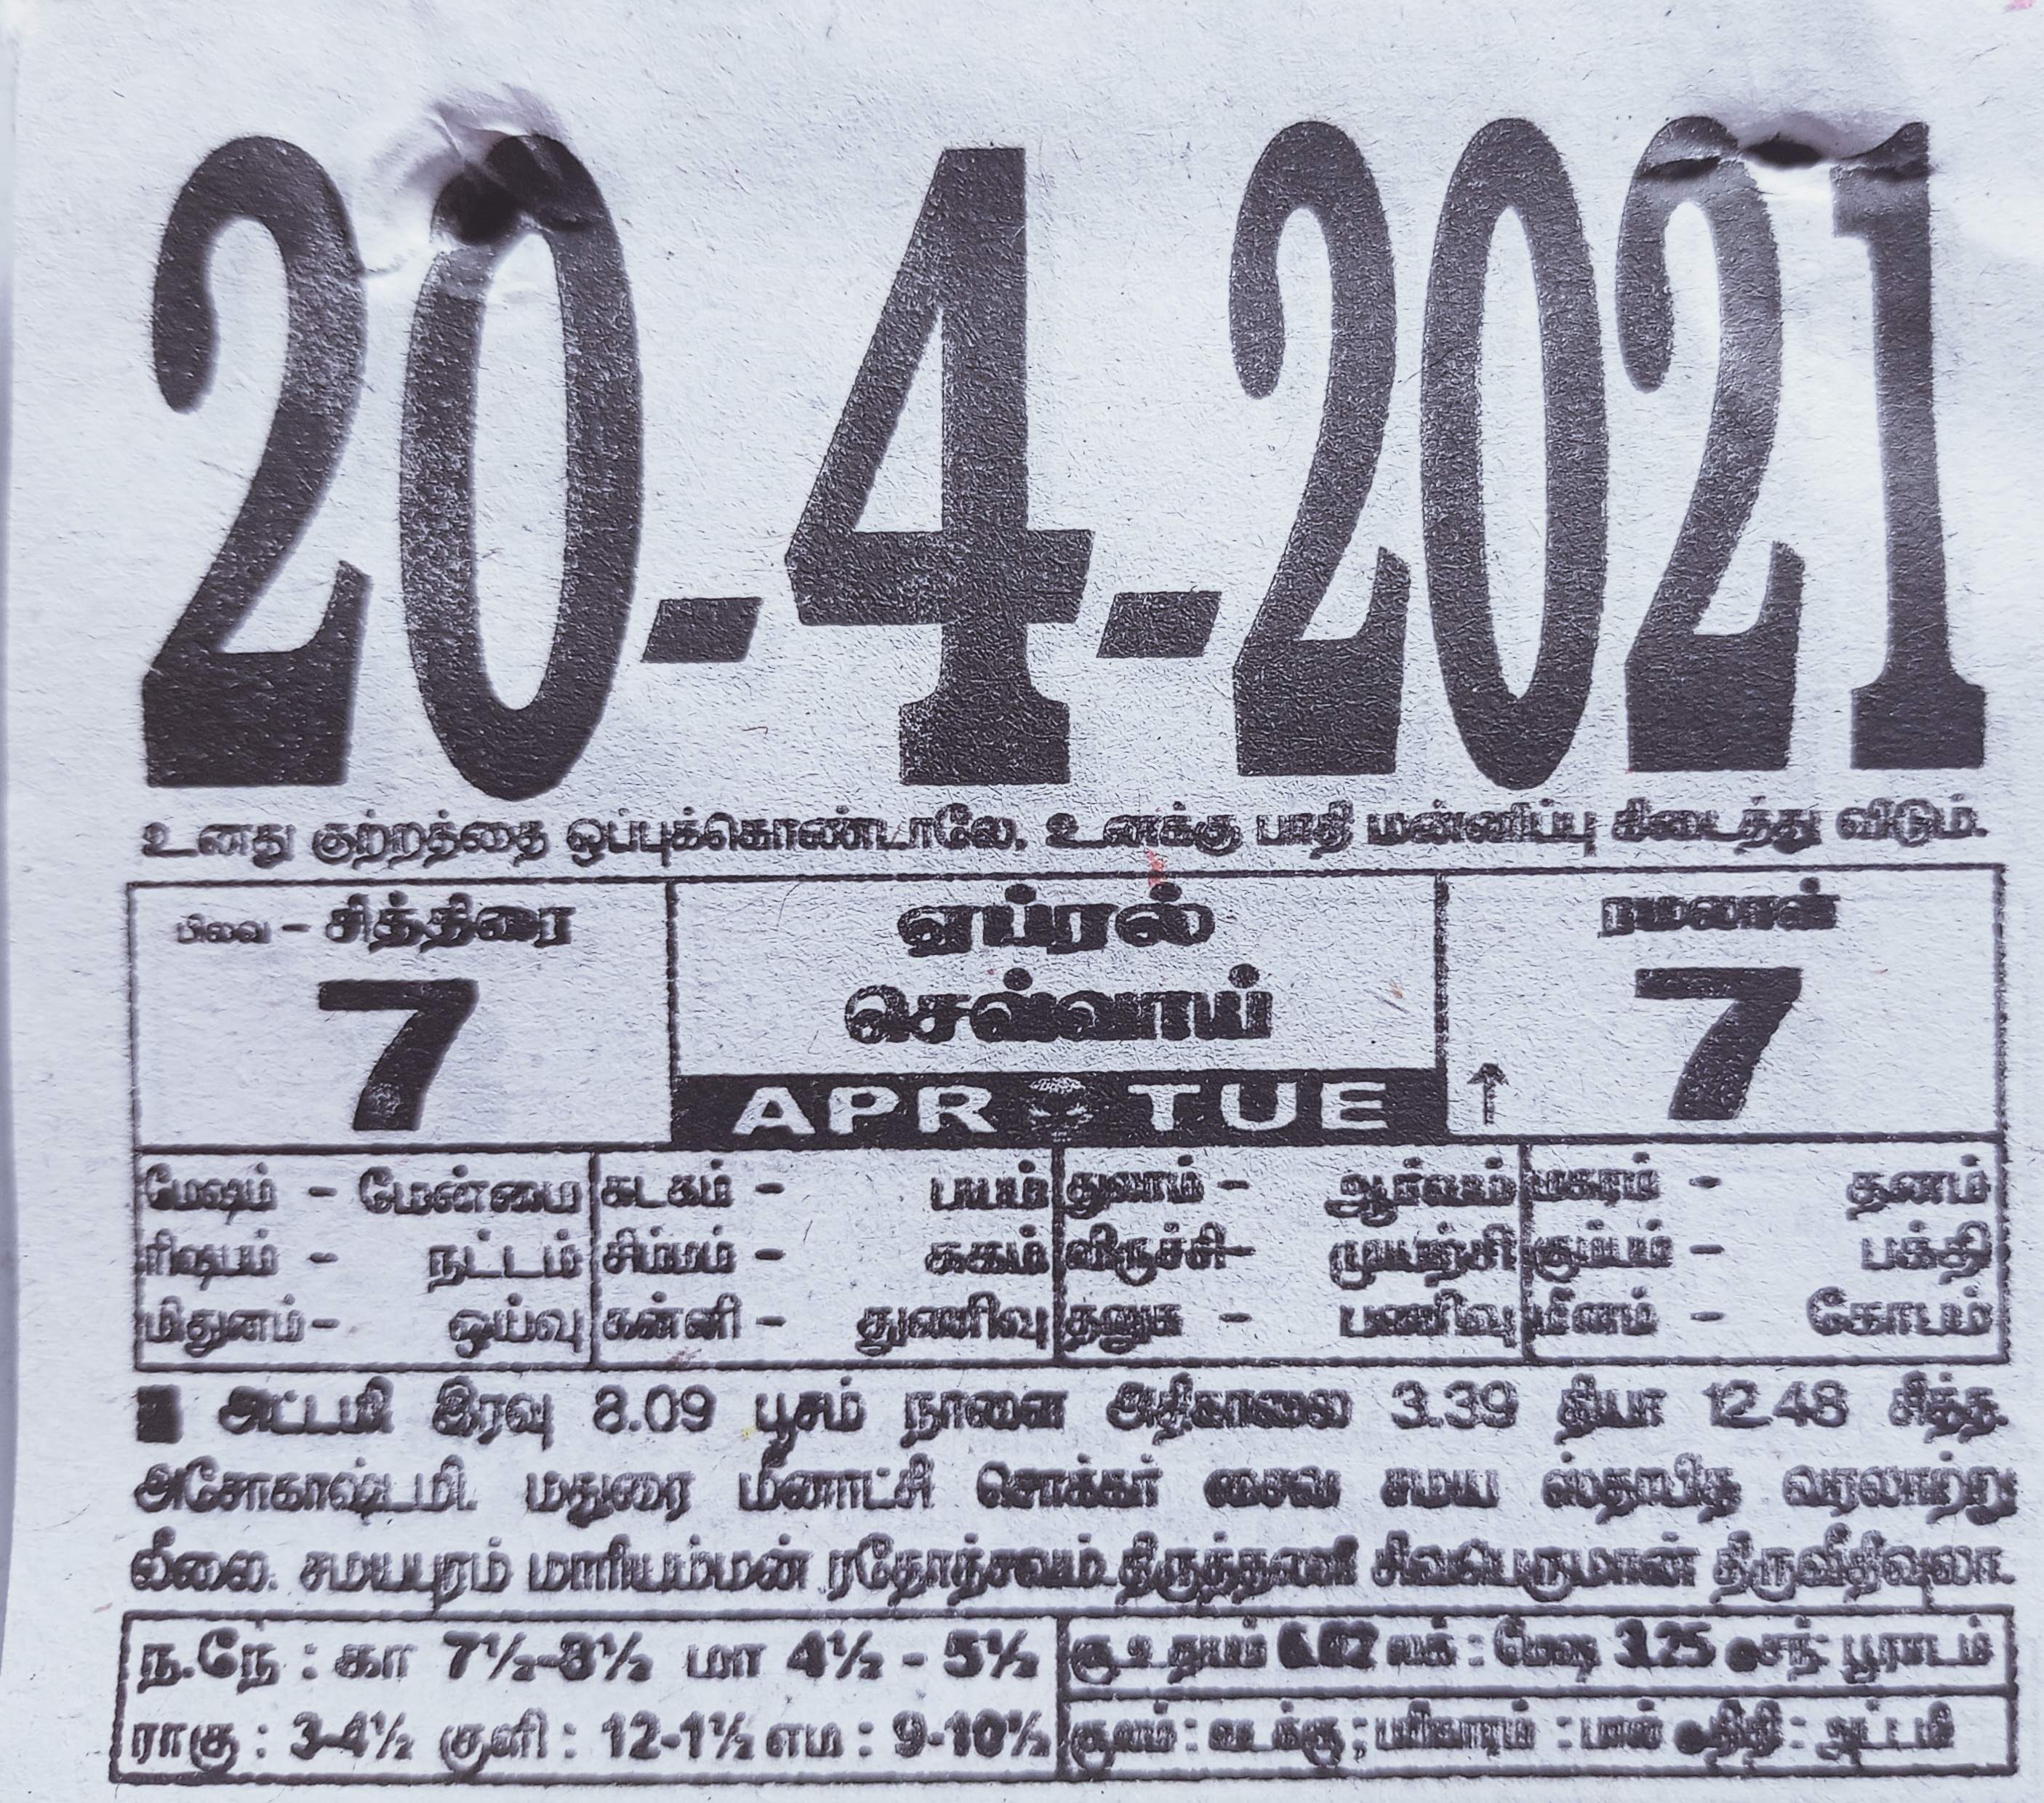 20-4-2021
உனது குற்றத்தை ஒப்புக்கொண்டாலே, உனக்கு பாதி மன்னிப்பு கிடைத்து விடும்.
பிலவ - சித்திரை
7
ஏப்ரல்
செவ்வாய்
APR TUE
ரமலான்
↑ 7
மேஷம் - மேன்மை கடகம் - பயம் துலாம் - ஆர்வம் மகரம் - தனம்
ரிஷபம் - நட்டம் சிம்மம் - சுகம் விருச்சி- முயற்சி கும்பம் - பக்தி
மிதுனம்- ஓய்வு கன்னி - துணிவு தனுசு - பணிவு மீனம் - கோபம்
அட்டமி இரவு 8.09 பூசம் நாளை அதிகாலை 3.39 தியா 12.48 சித்த.
அசோகாஷ்டமி. மதுரை மீனாட்சி சொக்கர் சைவ சமய ஸ்தாபித வரலாற்று
லீலை. சமயபுரம் மாரியம்மன் ரதோற்சவம். திருத்தணி சிவபெருமான் திருவீதிவுலா.
ந.நே : கா 7½-8½ மா 4½ - 5½
ராகு : 3-4½ குளி : 12-1½ எம : 9-10½
சூ.உதயம் 6.02 லக் : மேஷ 3.25 சந்: பூராடம்
சூலம் : வடக்கு ; பரிகாரம் : பால் திதி : அட்டமி